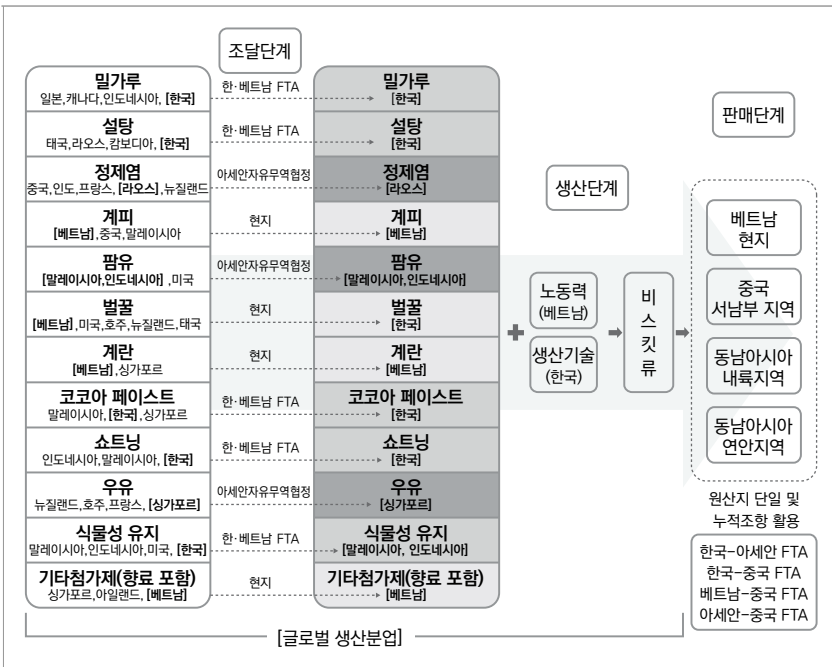 조달단계
밀가루
일본,캐나다,인도네시아, [한국]
한·베트남 FTA
밀가루
[한국]
설탕
태국,라오스,캄보디아, [한국]
한·베트남 FTA
설탕
[한국]
정제염
중국,인도,프랑스, [라오스],뉴질랜드
아세안자유무역협정
정제염
[라오스]
계피
[베트남],중국,말레이시아
현지
계피
[베트남]
팜유
[말레이시아,인도네시아] ,미국
아세안자유무역협정
팜유
[말레이시아,인도네시아]
벌꿀
[베트남],미국,호주,뉴질랜드,태국
현지
벌꿀
[한국]
계란
[베트남],싱가포르
현지
계란
[베트남]
코코아 페이스트
말레이시아,[한국],싱가포르
한·베트남 FTA
코코아 페이스트
[한국]
쇼트닝
인도네시아,말레이시아, [한국]
한·베트남 FTA
쇼트닝
[한국]
우유
뉴질랜드,호주,프랑스, [싱가포르]
아세안자유무역협정
우유
[싱가포르]
식물성 유지
말레이시아,인도네시아,미국, [한국]
한·베트남 FTA
식물성 유지
[말레이시아, 인도네시아]
기타첨가제(향료 포함)
싱가포르,아일랜드, [베트남]
현지
기타첨가제(향료 포함)
[베트남]
[글로벌 생산분업]
생산단계
+
노동력
(베트남)
생산기술
(한국)
비
스
킷
류
판매단계
베트남
현지
중국
서남부 지역
동남아시아
내륙지역
동남아시아
연안지역
원산지 단일 및
누적조항 활용
한국-아세안 FTA
한국-중국 FTA
베트남-중국 FTA
아세안-중국 FTA